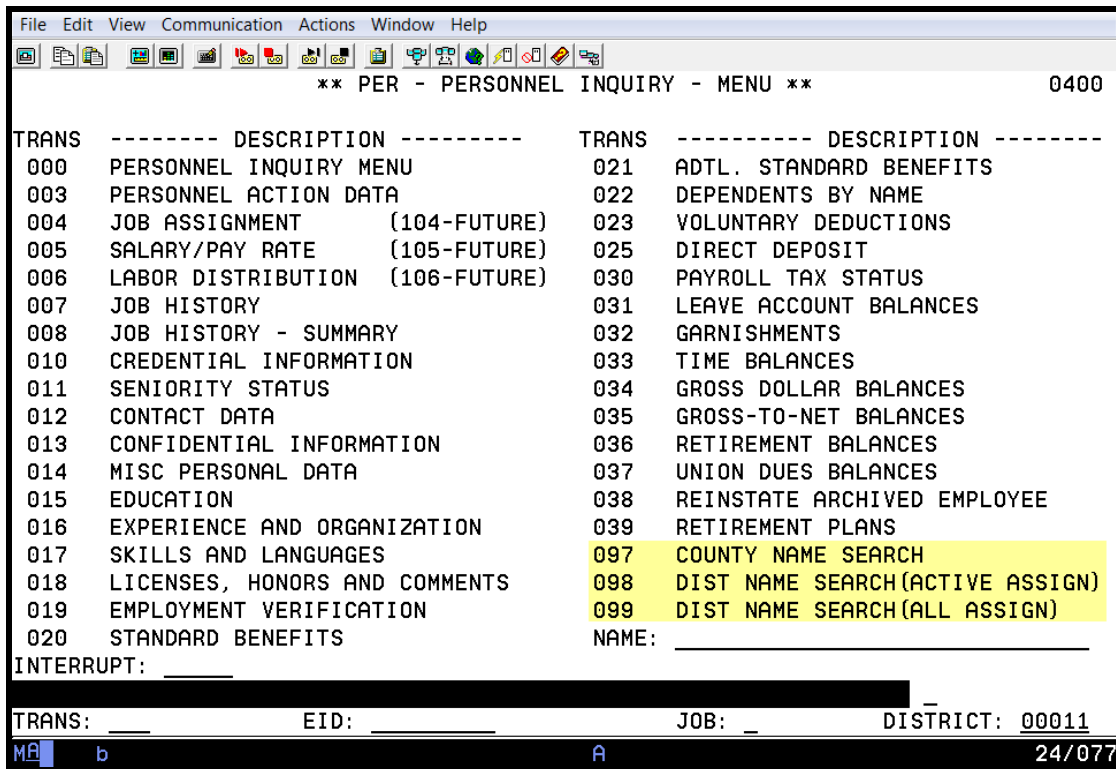 File Edit View Communication Actions Window Help
** PER - PERSONNEL INQUIRY - MENU ** 0400
TRANS -------- DESCRIPTION --------- TRANS ---------- DESCRIPTION --------
000 PERSONNEL INQUIRY MENU 021 ADTL. STANDARD BENEFITS
003 PERSONNEL ACTION DATA 022 DEPENDENTS BY NAME
004 JOB ASSIGNMENT (104-FUTURE) 023 VOLUNTARY DEDUCTIONS
005 SALARY/PAY RATE (105-FUTURE) 025 DIRECT DEPOSIT
006 LABOR DISTRIBUTION (106-FUTURE) 030 PAYROLL TAX STATUS
007 JOB HISTORY 031 LEAVE ACCOUNT BALANCES
008 JOB HISTORY - SUMMARY 032 GARNISHMENTS
010 CREDENTIAL INFORMATION 033 TIME BALANCES
011 SENIORITY STATUS 034 GROSS DOLLAR BALANCES
012 CONTACT DATA 035 GROSS-TO-NET BALANCES
013 CONFIDENTIAL INFORMATION 036 RETIREMENT BALANCES
014 MISC PERSONAL DATA 037 UNION DUES BALANCES
015 EDUCATION 038 REINSTATE ARCHIVED EMPLOYEE
016 EXPERIENCE AND ORGANIZATION 039 RETIREMENT PLANS
017 SKILLS AND LANGUAGES 097 COUNTY NAME SEARCH
018 LICENSES, HONORS AND COMMENTS 098 DIST NAME SEARCH(ACTIVE ASSIGN)
019 EMPLOYMENT VERIFICATION 099 DIST NAME SEARCH(ALL ASSIGN)
020 STANDARD BENEFITS NAME: ______
INTERRUPT: _____
TRANS: ___ EID: _________ JOB: _ DISTRICT: 00011
MA b A 24/077